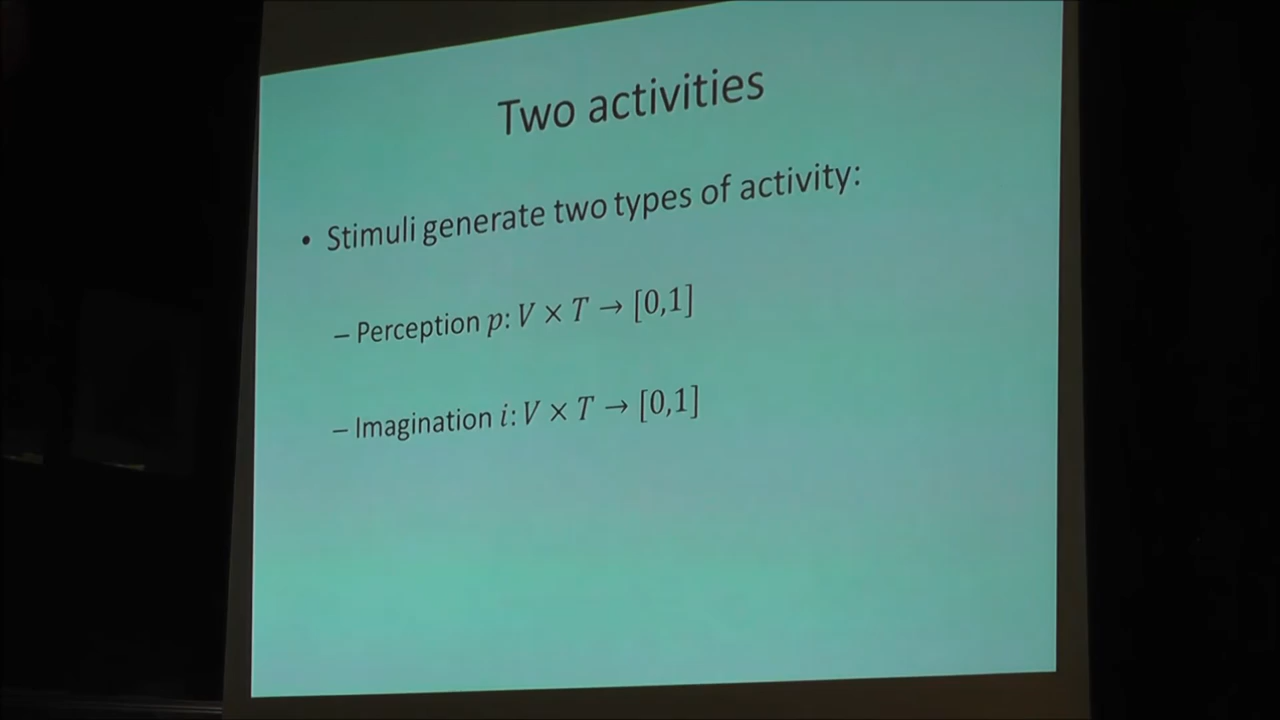 Two activities
• Stimuli generate two types of activity:
– Perception p: V × T → [0,1]
– Imagination i: V × T → [0,1]